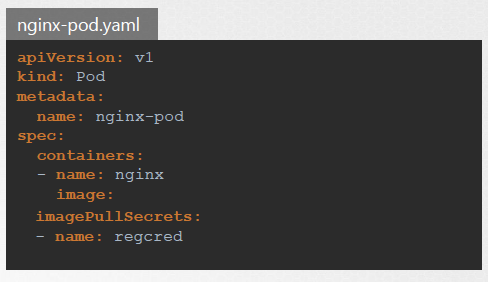 nginx-pod.yaml
apiVersion: v1
kind: Pod
metadata:
  name: nginx-pod
spec:
  containers:
  - name: nginx
    image:
  imagePullSecrets:
  - name: regcred